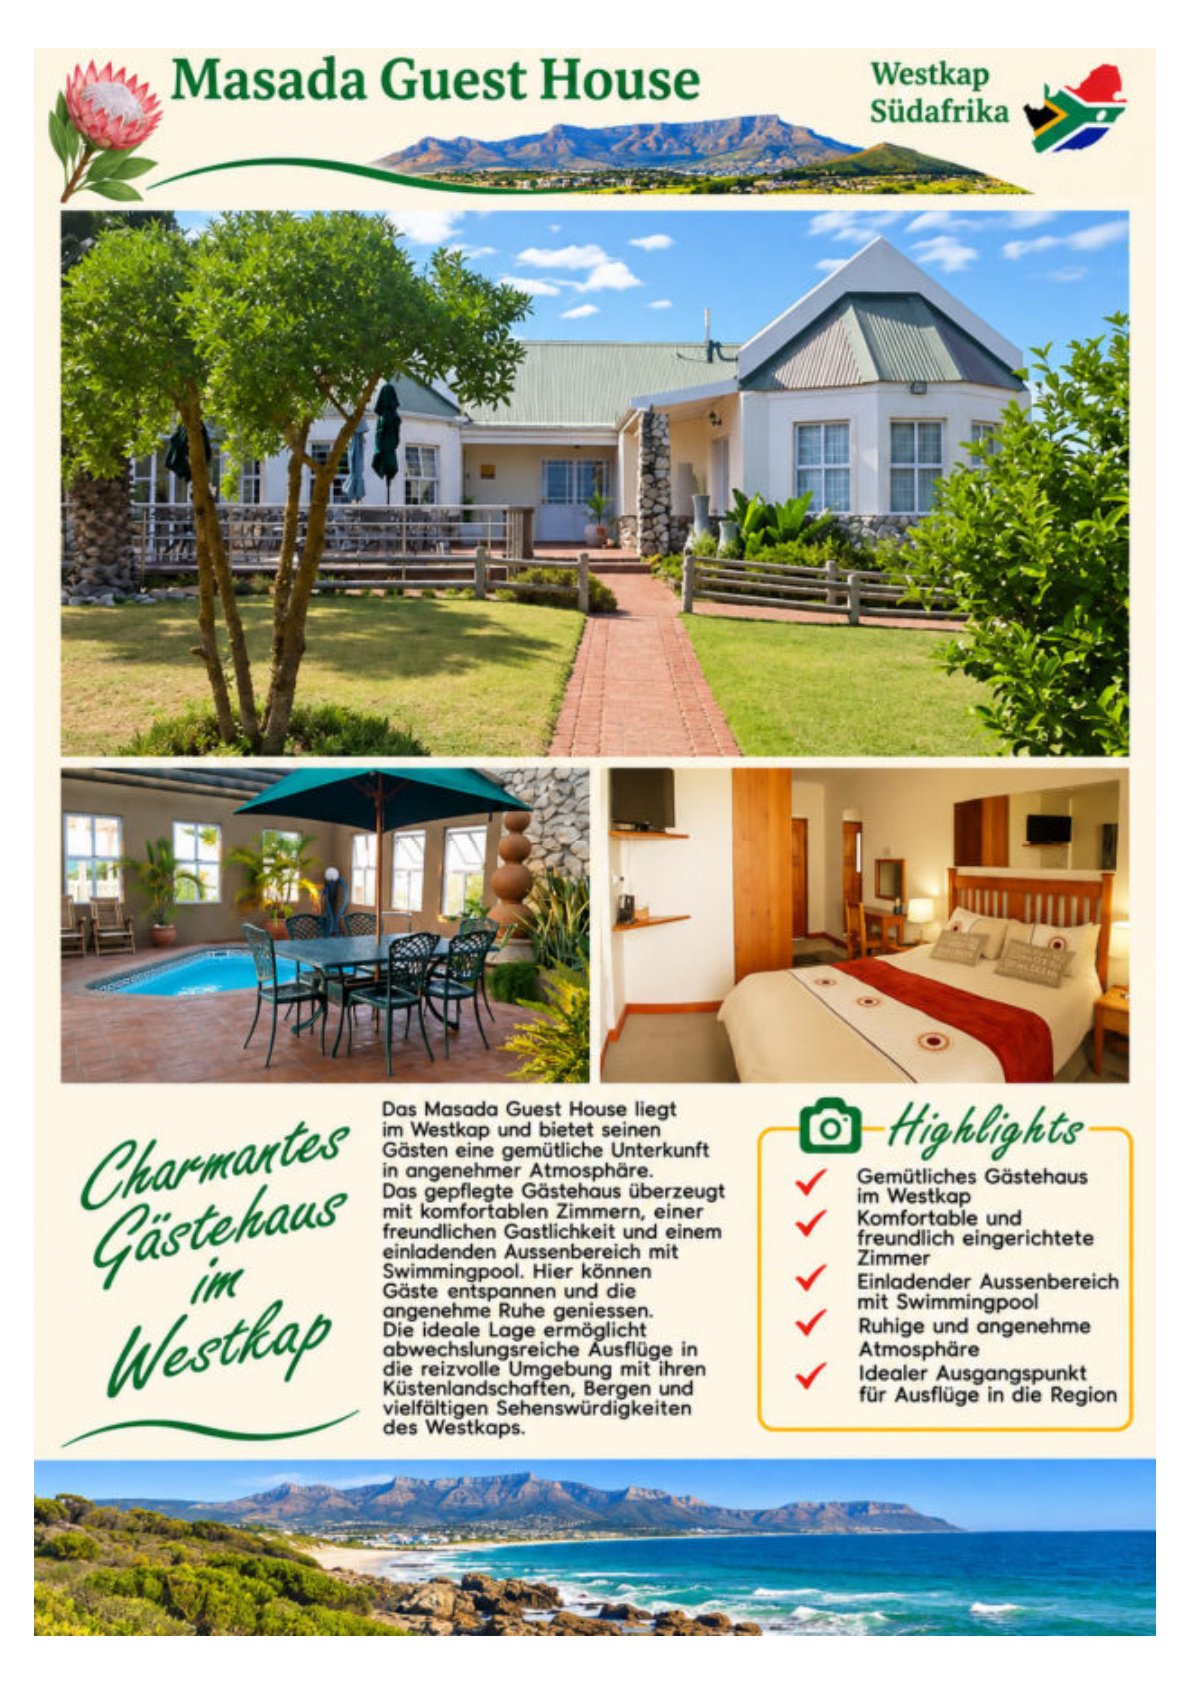 Masada Guest House
Westkap
Südafrika
Charmantes
Gästehaus
im
Westkap
Das Masada Guest House liegt
im Westkap und bietet seinen
Gästen eine gemütliche Unterkunft
in angenehmer Atmosphäre.
Das gepflegte Gästehaus überzeugt
mit komfortablen Zimmern, einer
freundlichen Gastlichkeit und einem
einladenden Aussenbereich mit
Swimmingpool. Hier können
Gäste entspannen und die
angenehme Ruhe geniessen.
Die ideale Lage ermöglicht
abwechslungsreiche Ausflüge in
die reizvolle Umgebung mit ihren
Küstenlandschaften, Bergen und
vielfältigen Sehenswürdigkeiten
des Westkaps.
Highlights
Gemütliches Gästehaus
im Westkap
Komfortable und
freundlich eingerichtete
Zimmer
Einladender Aussenbereich
mit Swimmingpool
Ruhige und angenehme
Atmosphäre
Idealer Ausgangspunkt
für Ausflüge in die Region